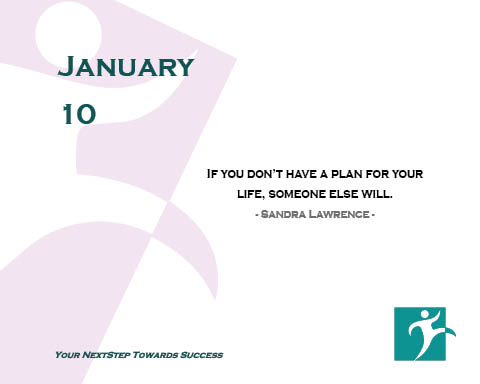 January
10
If you don't have a plan for your
life, someone else will.
- Sandra Lawrence -
Your NextStep Towards Success